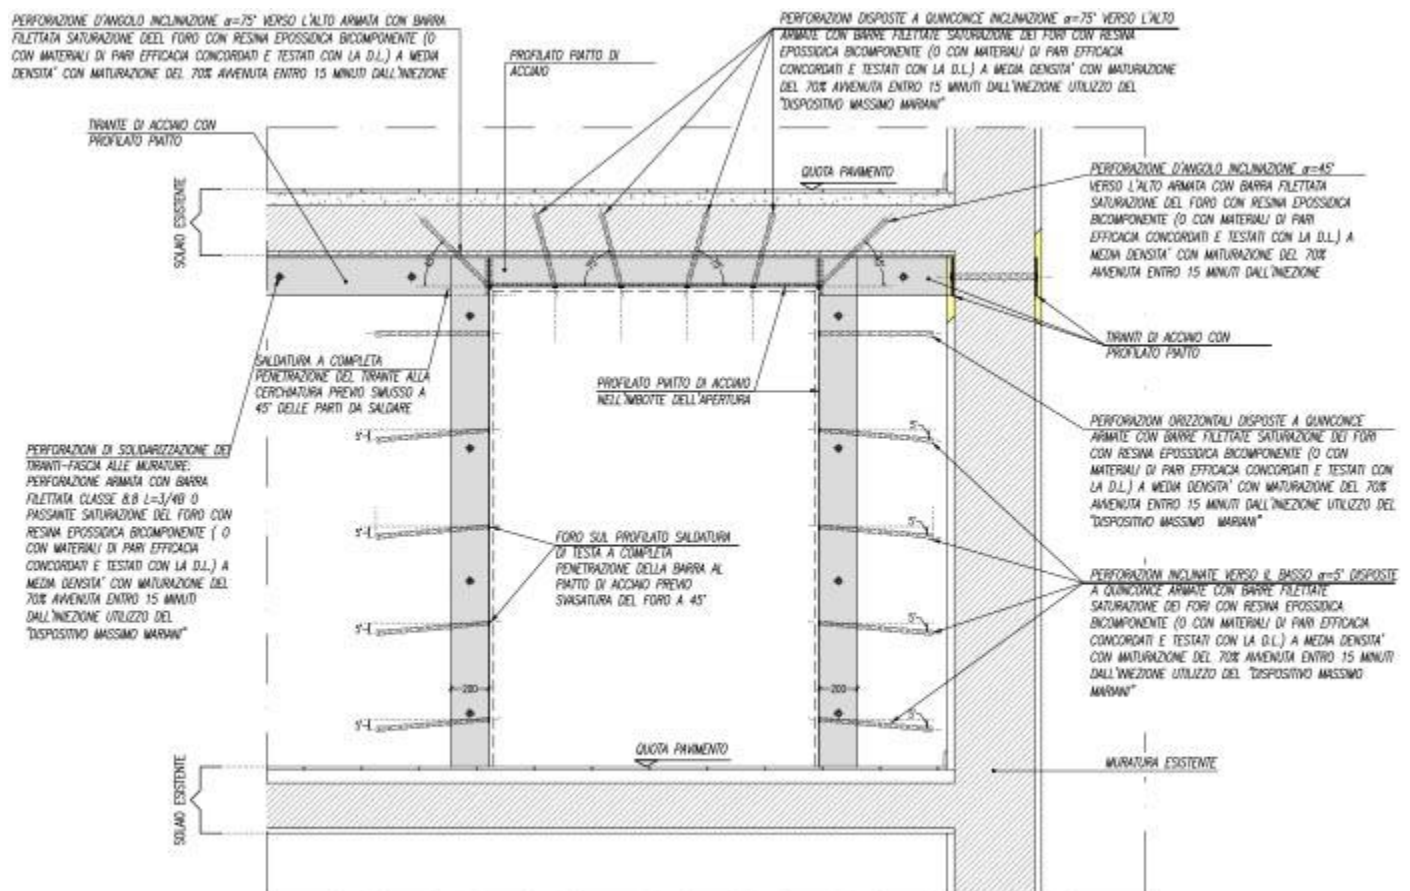 PERFORAZIONE D'ANGOLO INCLINAZIONE α=75° VERSO L'ALTO ARMATA CON BARRA
FILETTATA SATURAZIONE DEEL FORO CON RESINA EPOSSIDICA BICOMPONENTE (O
CON MATERIALI DI PARI EFFICACIA CONCORDATI E TESTATI CON LA D.L.) A MEDIA
DENSITA' CON MATURAZIONE DEL 70% AVVENUTA ENTRO 15 MINUTI DALL'INIEZIONE
PROFILATO PIATTO DI
ACCIAIO
PERFORAZIONI DISPOSTE A QUINCONCE INCLINAZIONE α=75° VERSO L'ALTO
ARMATE CON BARRE FILETTATE SATURAZIONE DEI FORI CON RESINA
EPOSSIDICA BICOMPONENTE (O CON MATERIALI DI PARI EFFICACIA
CONCORDATI E TESTATI CON LA D.L.) A MEDIA DENSITA' CON MATURAZIONE
DEL 70% AVVENUTA ENTRO 15 MINUTI DALL'INIEZIONE UTILIZZO DEL
"DISPOSITIVO MASSIMO MARIANI"
TIRANTE DI ACCIAIO CON
PROFILATO PIATTO
QUOTA PAVIMENTO
SOLAIO ESISTENTE
PERFORAZIONE D'ANGOLO INCLINAZIONE α=45°
VERSO L'ALTO ARMATA CON BARRA FILETTATA
SATURAZIONE DEL FORO CON RESINA EPOSSIDICA
BICOMPONENTE (O CON MATERIALI DI PARI
EFFICACIA CONCORDATI E TESTATI CON LA D.L.) A
MEDIA DENSITA' CON MATURAZIONE DEL 70%
AVVENUTA ENTRO 15 MINUTI DALL'INIEZIONE
TIRANTI DI ACCIAIO CON
PROFILATO PIATTO
SALDATURA A COMPLETA
PENETRAZIONE DEL TIRANTE ALLA
CERCHIATURA PREVIO SMUSSO A
45° DELLE PARTI DA SALDARE
PROFILATO PIATTO DI ACCIAIO
NELL'IMBOTTE DELL'APERTURA
PERFORAZIONI DI SOLIDARIZZAZIONE DEI
TIRANTI-FASCIA ALLE MURATURE:
PERFORAZIONE ARMATA CON BARRA
FILETTATA CLASSE 8.8 L=3/4B O
PASSANTE SATURAZIONE DEL FORO CON
RESINA EPOSSIDICA BICOMPONENTE ( O
CON MATERIALI DI PARI EFFICACIA
CONCORDATI E TESTATI CON LA D.L.) A
MEDIA DENSITA' CON MATURAZIONE DEL
70% AVVENUTA ENTRO 15 MINUTI
DALL'INIEZIONE UTILIZZO DEL
"DISPOSITIVO MASSIMO MARIANI"
PERFORAZIONI ORIZZONTALI DISPOSTE A QUINCONCE
ARMATE CON BARRE FILETTATE SATURAZIONE DEI FORI
CON RESINA EPOSSIDICA BICOMPONENTE (O CON
MATERIALI DI PARI EFFICACIA CONCORDATI E TESTATI CON
LA D.L.) A MEDIA DENSITA' CON MATURAZIONE DEL 70%
AVVENUTA ENTRO 15 MINUTI DALL'INIEZIONE UTILIZZO DEL
"DISPOSITIVO MASSIMO MARIANI"
5°
5°
5°
5°
FORO SUL PROFILATO SALDATURA
DI TESTA A COMPLETA
PENETRAZIONE DELLA BARRA AL
PIATTO DI ACCIAIO PREVIO
SVASATURA DEL FORO A 45°
5°
5°
5°
5°
PERFORAZIONI INCLINATE VERSO IL BASSO α=5° DISPOSTE
A QUINCONCE ARMATE CON BARRE FILETTATE
SATURAZIONE DEI FORI CON RESINA EPOSSIDICA
BICOMPONENTE (O CON MATERIALI DI PARI EFFICACIA
CONCORDATI E TESTATI CON LA D.L.) A MEDIA DENSITA'
CON MATURAZIONE DEL 70% AVVENUTA ENTRO 15 MINUTI
DALL'INIEZIONE UTILIZZO DEL "DISPOSITIVO MASSIMO
MARIANI"
200
200
QUOTA PAVIMENTO
SOLAIO ESISTENTE
MURATURA ESISTENTE